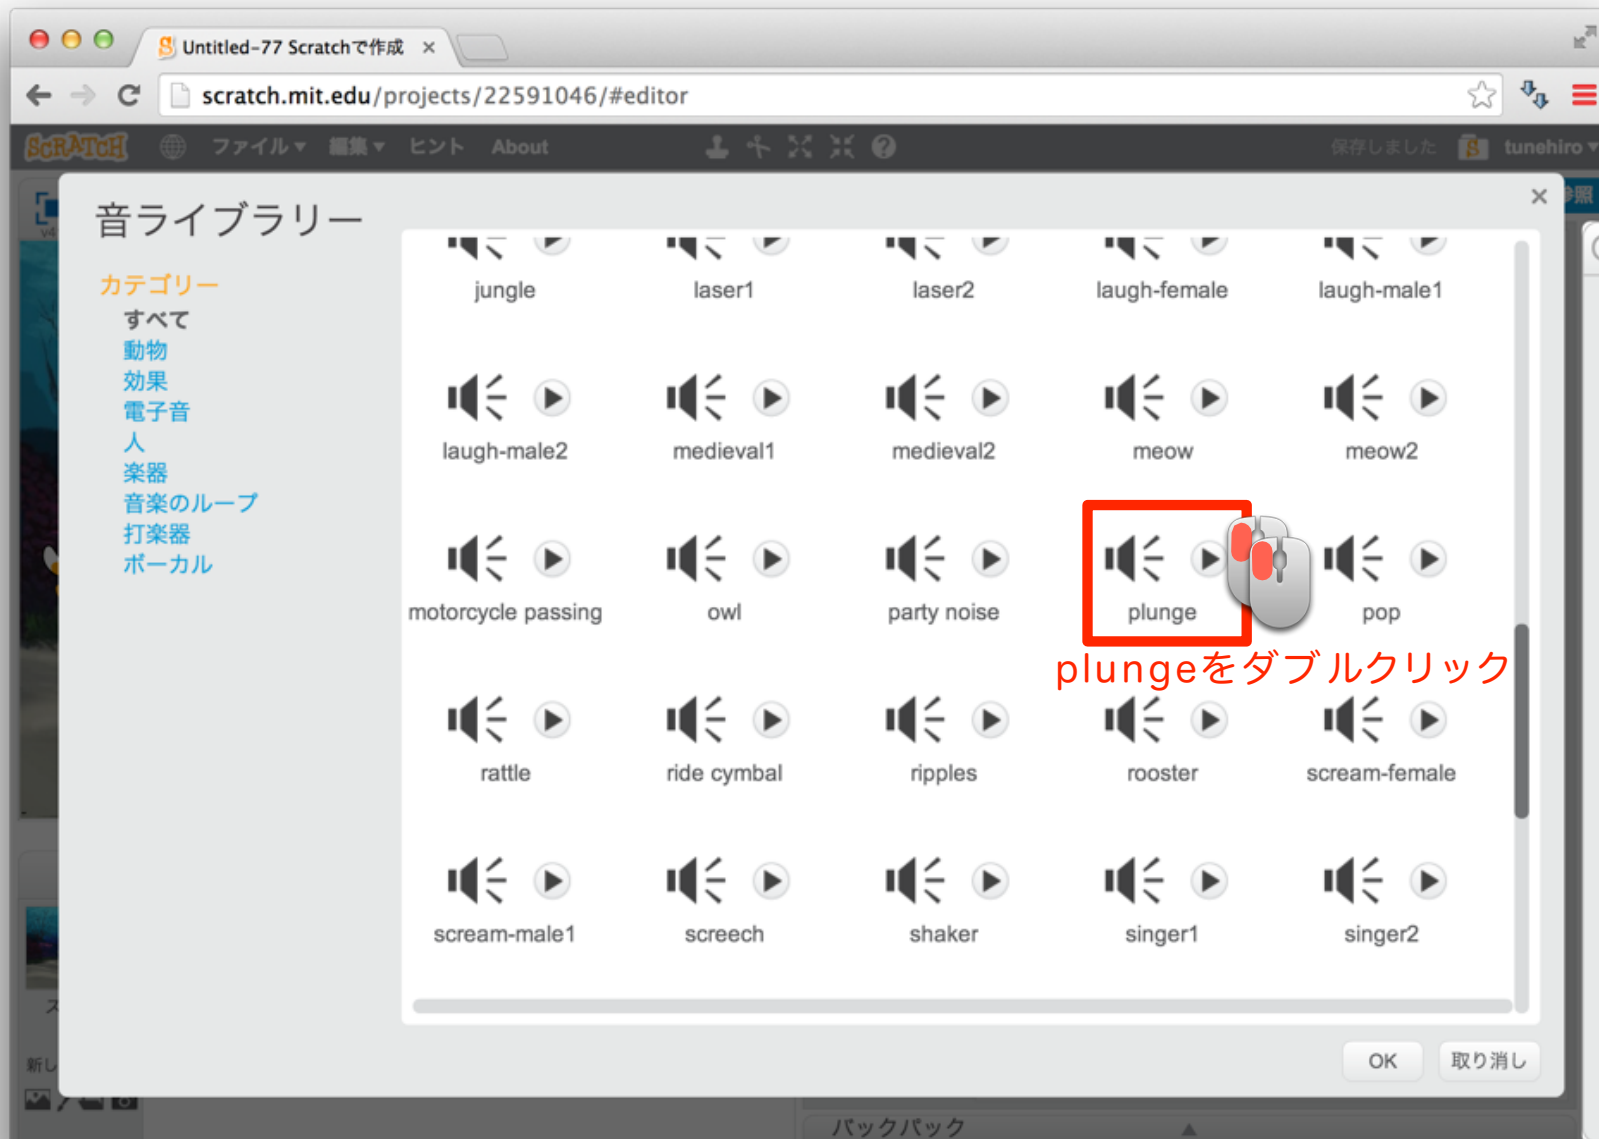 Untitled-77 Scratchで作成
scratch.mit.edu/projects/22591046/#editor
SCRATCH ファイル 編集 ヒント About 保存しました tunehiro
v4 参照
音ライブラリー
カテゴリー
すべて
動物
効果
電子音
人
楽器
音楽のループ
打楽器
ボーカル
jungle laser1 laser2 laugh-female laugh-male1
laugh-male2 medieval1 medieval2 meow meow2
motorcycle passing owl party noise plunge pop
plungeをダブルクリック
rattle ride cymbal ripples rooster scream-female
scream-male1 screech shaker singer1 singer2
ス
新し
OK 取り消し
バックパック